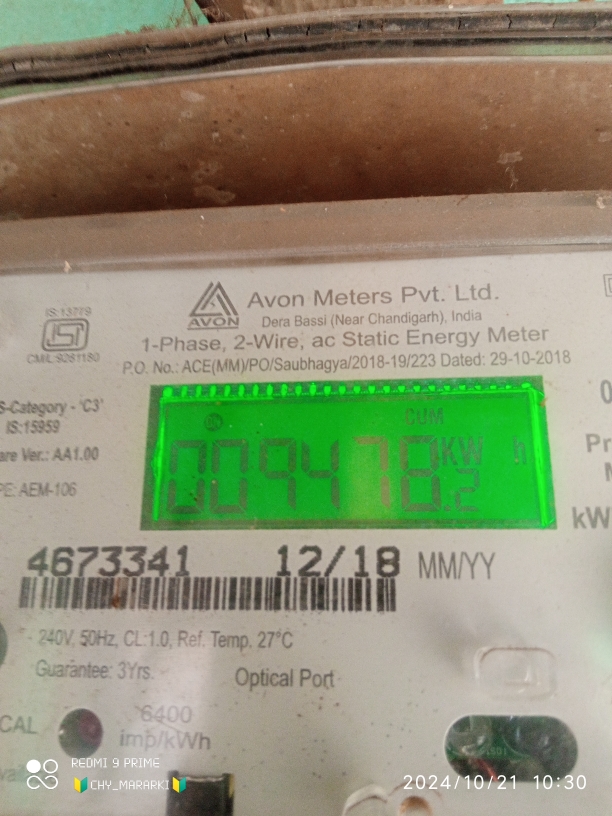 IS:13779
CM/L:9281180
AVON
Avon Meters Pvt. Ltd.
Dera Bassi (Near Chandigarh), India
1-Phase, 2-Wire, ac Static Energy Meter
P.O. No.: ACE(MM)/PO/Saubhagya/2018-19/223 Dated: 29-10-2018
S-Category - 'C3'
IS:15959
are Ver.: AA1.00
PE: AEM-106
CUM
009478.2 KW h
4673341 12/18 MM/YY
240V, 50Hz, CL:1.0, Ref. Temp. 27°C
Guarantee: 3Yrs.
Optical Port
CAL
6400
imp/kWh
Pr
kW
REDMI 9 PRIME
CHY_MARARKI
2024/10/21 10:30